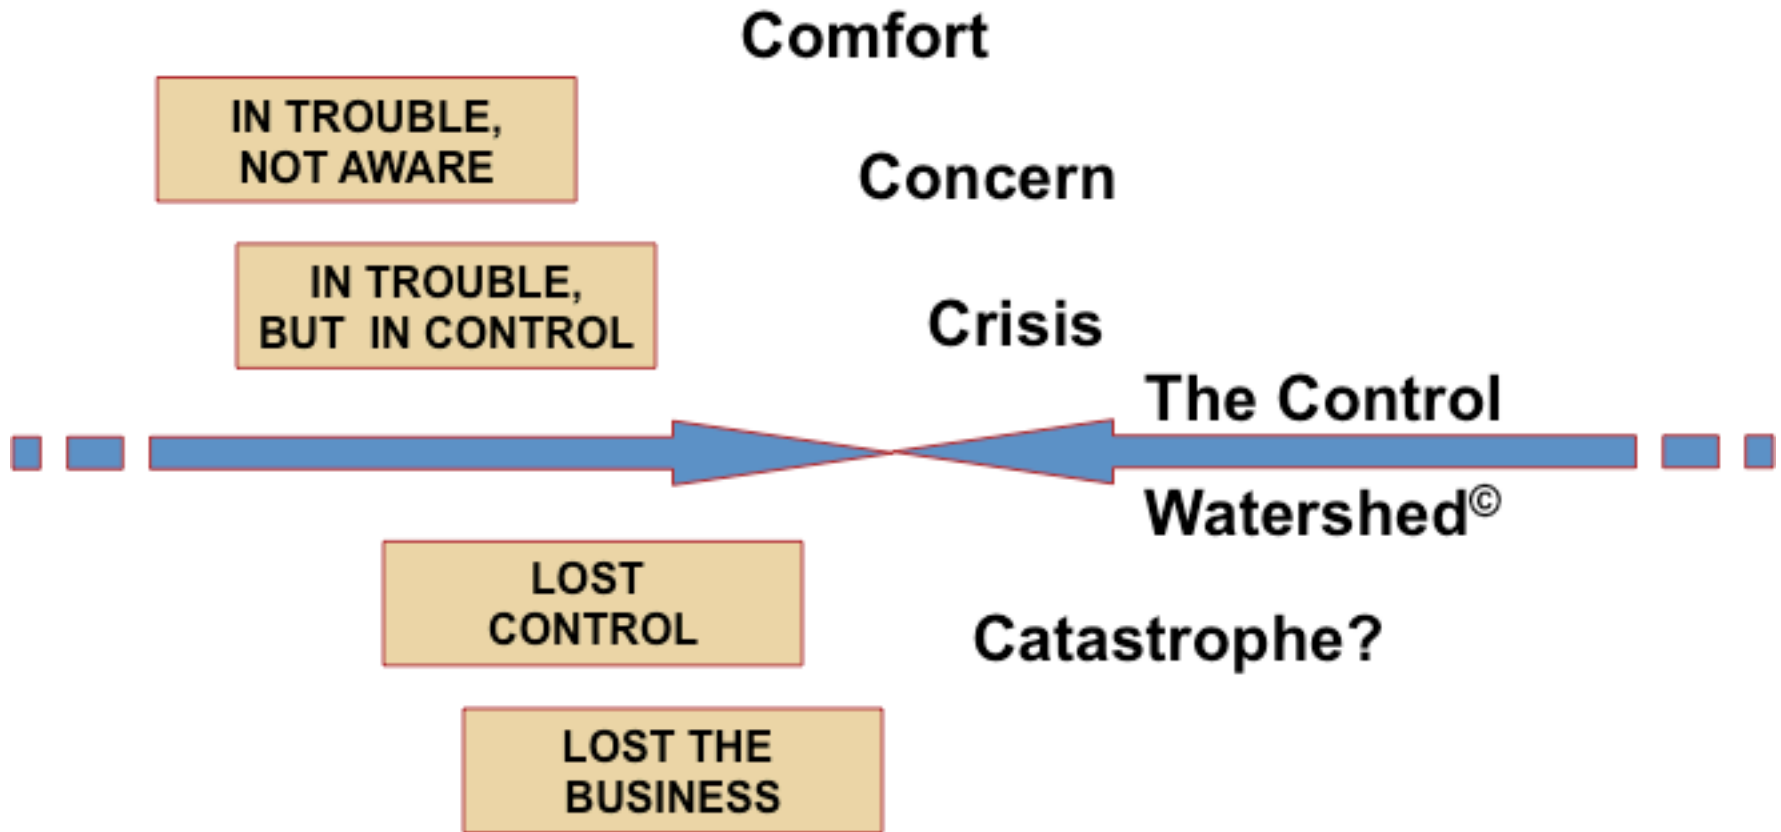 Comfort
IN TROUBLE,
NOT AWARE
Concern
IN TROUBLE,
BUT  IN CONTROL
Crisis
The Control
Watershed©
LOST
CONTROL
Catastrophe?
LOST THE
BUSINESS